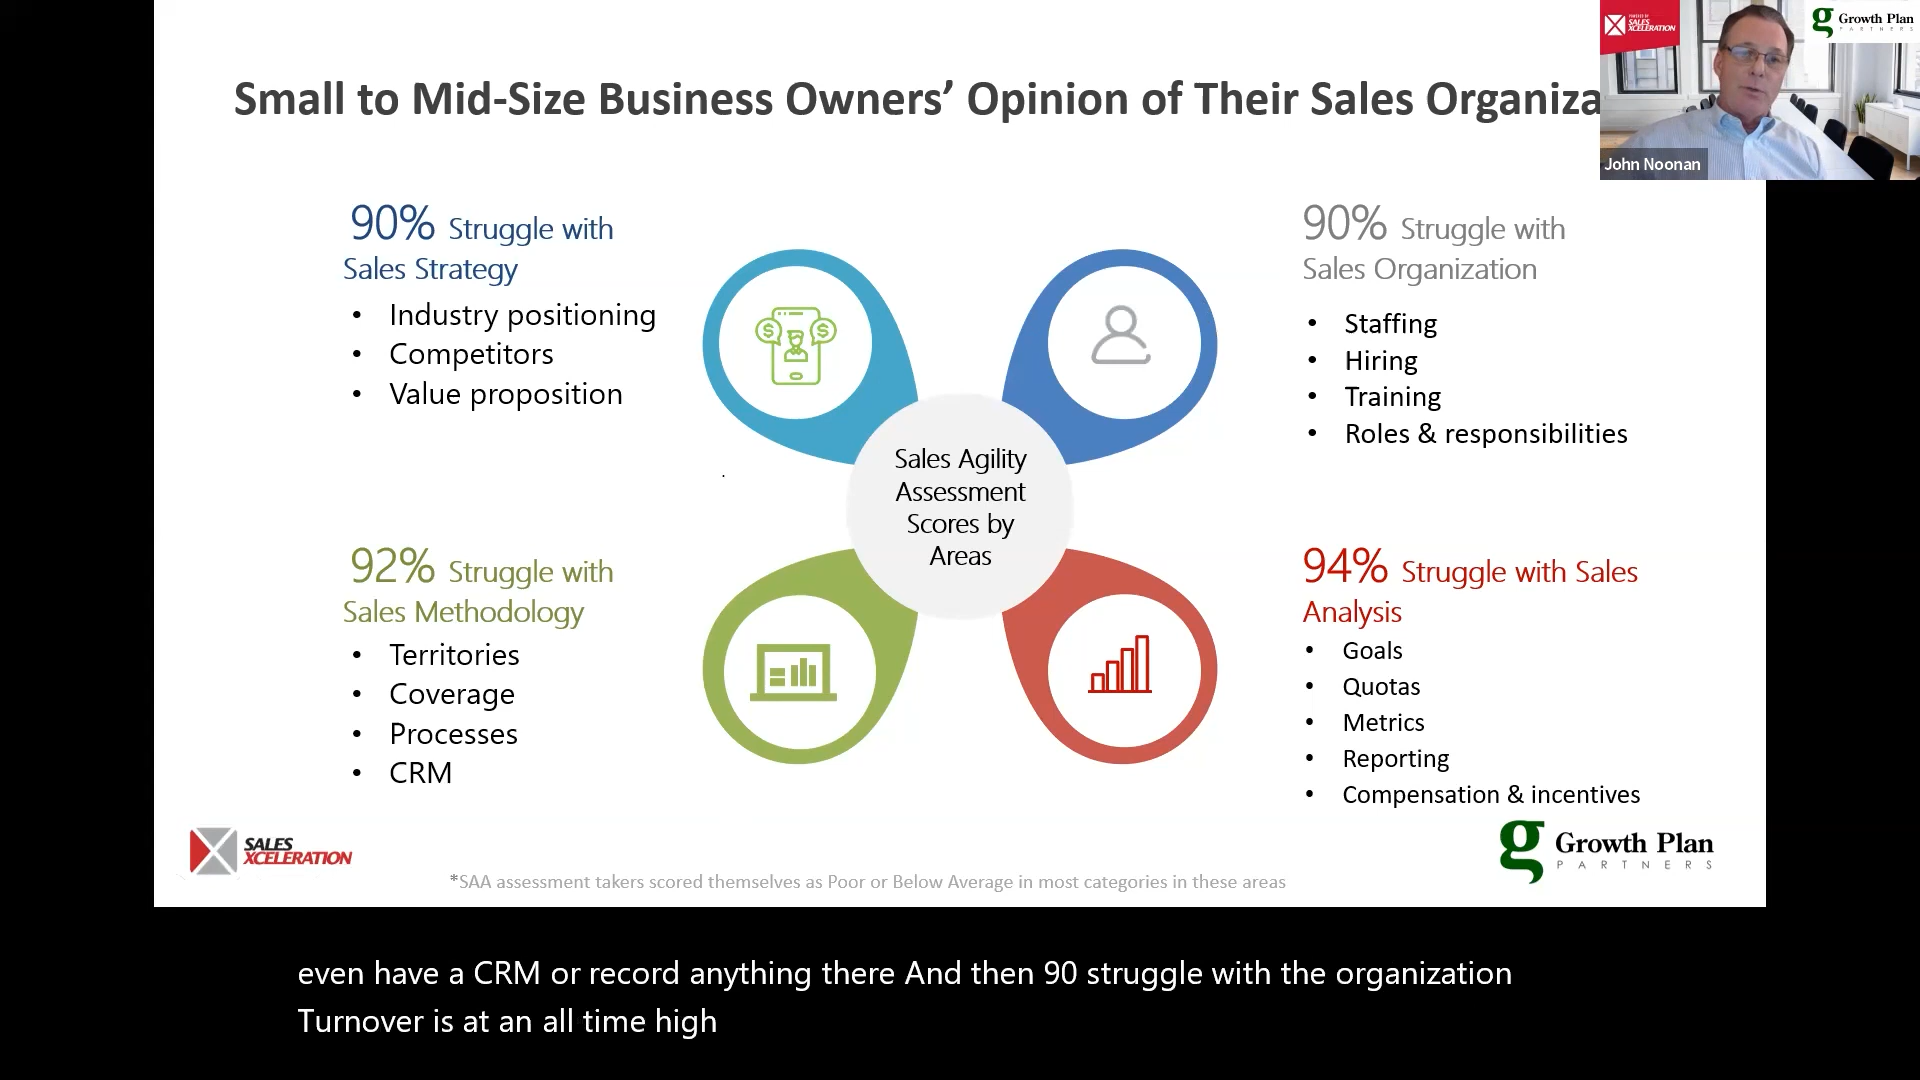 Small to Mid-Size Business Owners’ Opinion of Their Sales Organiza
POWERED BY
SALES
XCELERATION
g Growth Plan
PARTNERS
John Noonan
90% Struggle with
Sales Strategy
• Industry positioning
• Competitors
• Value proposition
90% Struggle with
Sales Organization
• Staffing
• Hiring
• Training
• Roles & responsibilities
Sales Agility
Assessment
Scores by
Areas
92% Struggle with
Sales Methodology
• Territories
• Coverage
• Processes
• CRM
94% Struggle with Sales
Analysis
• Goals
• Quotas
• Metrics
• Reporting
• Compensation & incentives
SALES
XCELERATION
*SAA assessment takers scored themselves as Poor or Below Average in most categories in these areas
g Growth Plan
PARTNERS
even have a CRM or record anything there And then 90 struggle with the organization
Turnover is at an all time high